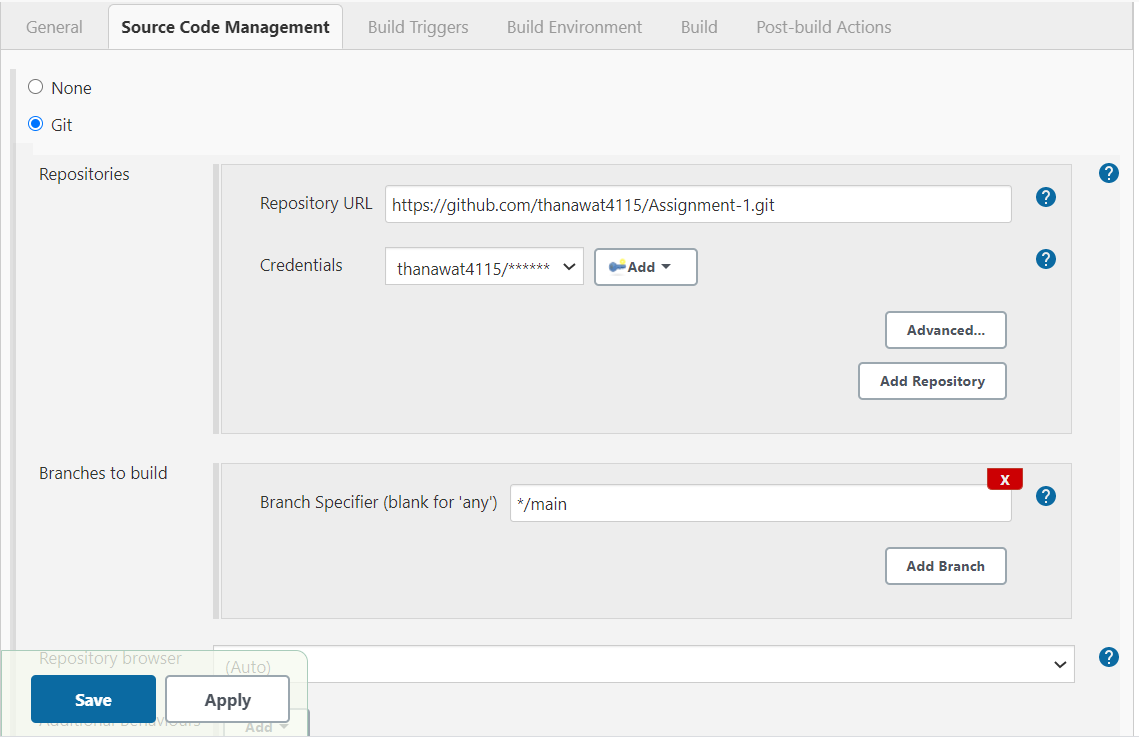 General Source Code Management Build Triggers Build Environment Build Post-build Actions
None
Git
Repositories
?
Repository URL https://github.com/thanawat4115/Assignment-1.git ?
Credentials thanawat4115/****** Add ?
Advanced...
Add Repository
Branches to build
X
Branch Specifier (blank for 'any') */main ?
Add Branch
Repository browser (Auto) ?
Save Apply
Additional Behaviours Add